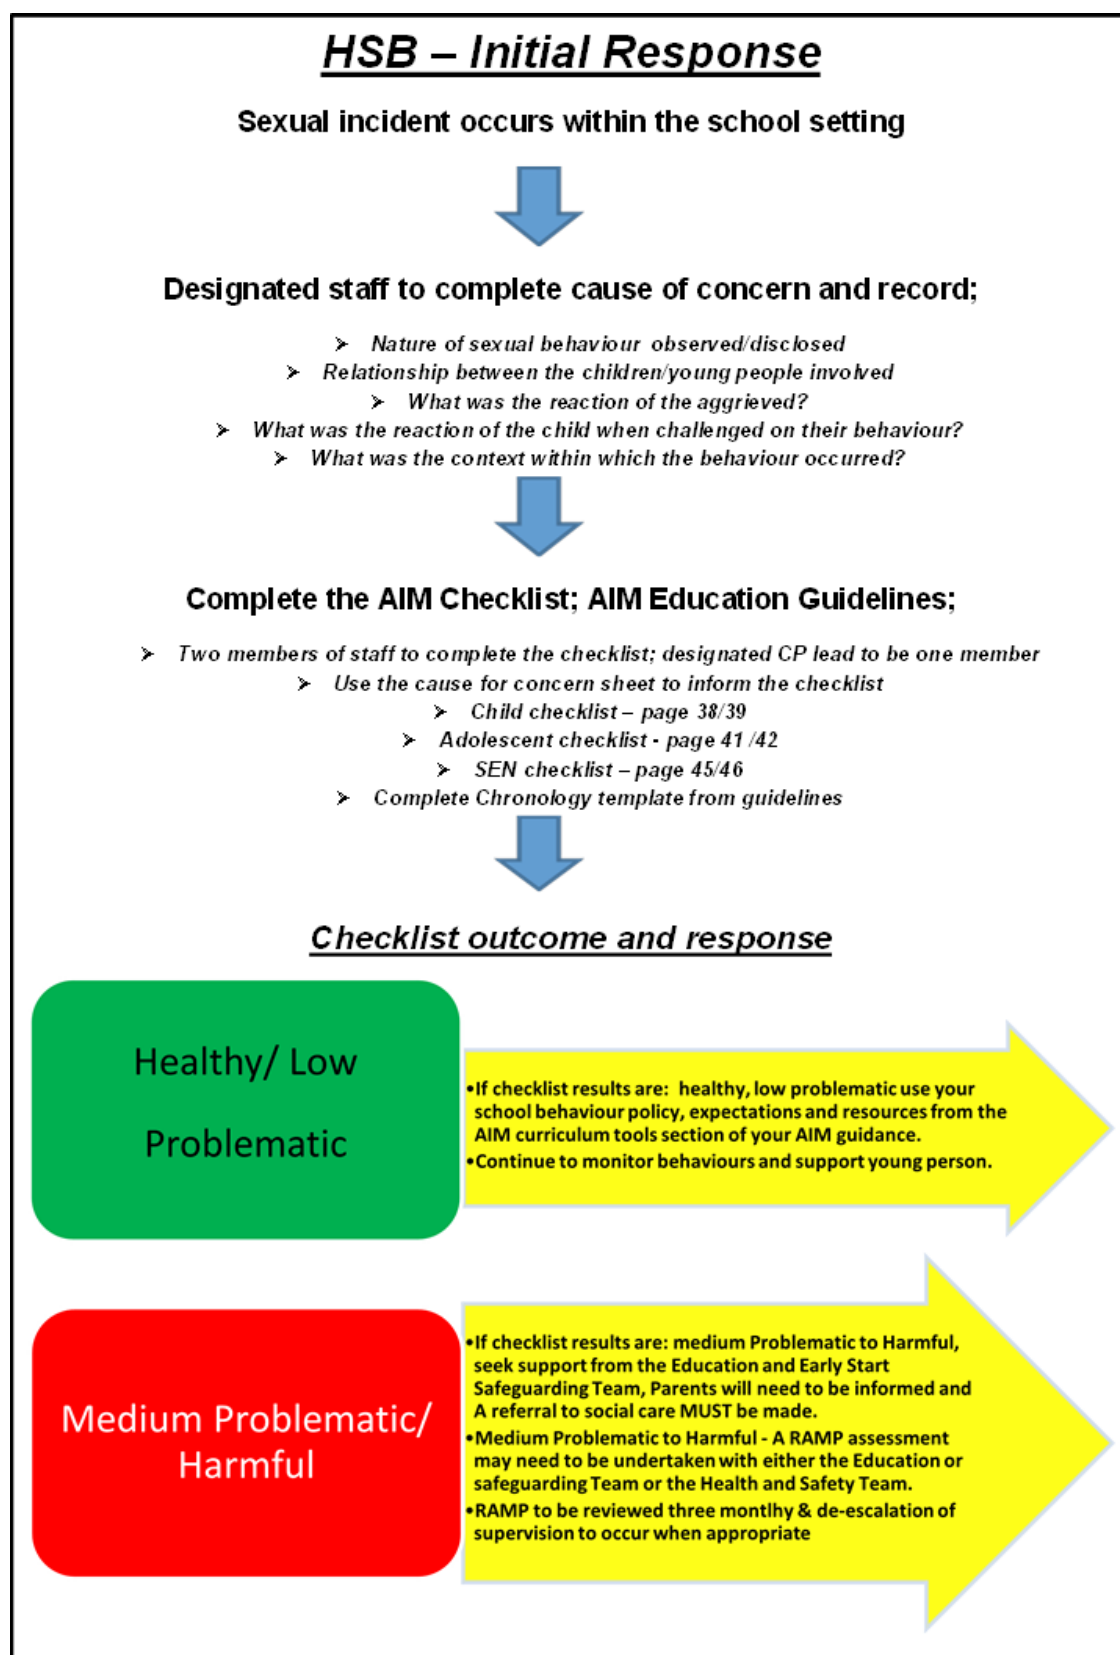 HSB – Initial Response
Sexual incident occurs within the school setting
Designated staff to complete cause of concern and record;
➢ Nature of sexual behaviour observed/disclosed
➢ Relationship between the children/young people involved
➢ What was the reaction of the aggrieved?
➢ What was the reaction of the child when challenged on their behaviour?
➢ What was the context within which the behaviour occurred?
Complete the AIM Checklist; AIM Education Guidelines;
➢ Two members of staff to complete the checklist; designated CP lead to be one member
➢ Use the cause for concern sheet to inform the checklist
➢ Child checklist – page 38/39
➢ Adolescent checklist - page 41 /42
➢ SEN checklist – page 45/46
➢ Complete Chronology template from guidelines
Checklist outcome and response
Healthy/ Low
Problematic
•If checklist results are: healthy, low problematic use your
school behaviour policy, expectations and resources from the
AIM curriculum tools section of your AIM guidance.
•Continue to monitor behaviours and support young person.
Medium Problematic/
Harmful
•If checklist results are: medium Problematic to Harmful,
seek support from the Education and Early Start
Safeguarding Team, Parents will need to be informed and
A referral to social care MUST be made.
•Medium Problematic to Harmful - A RAMP assessment
may need to be undertaken with either the Education or
safeguarding Team or the Health and Safety Team.
•RAMP to be reviewed three montlhy & de-escalation of
supervision to occur when appropriate